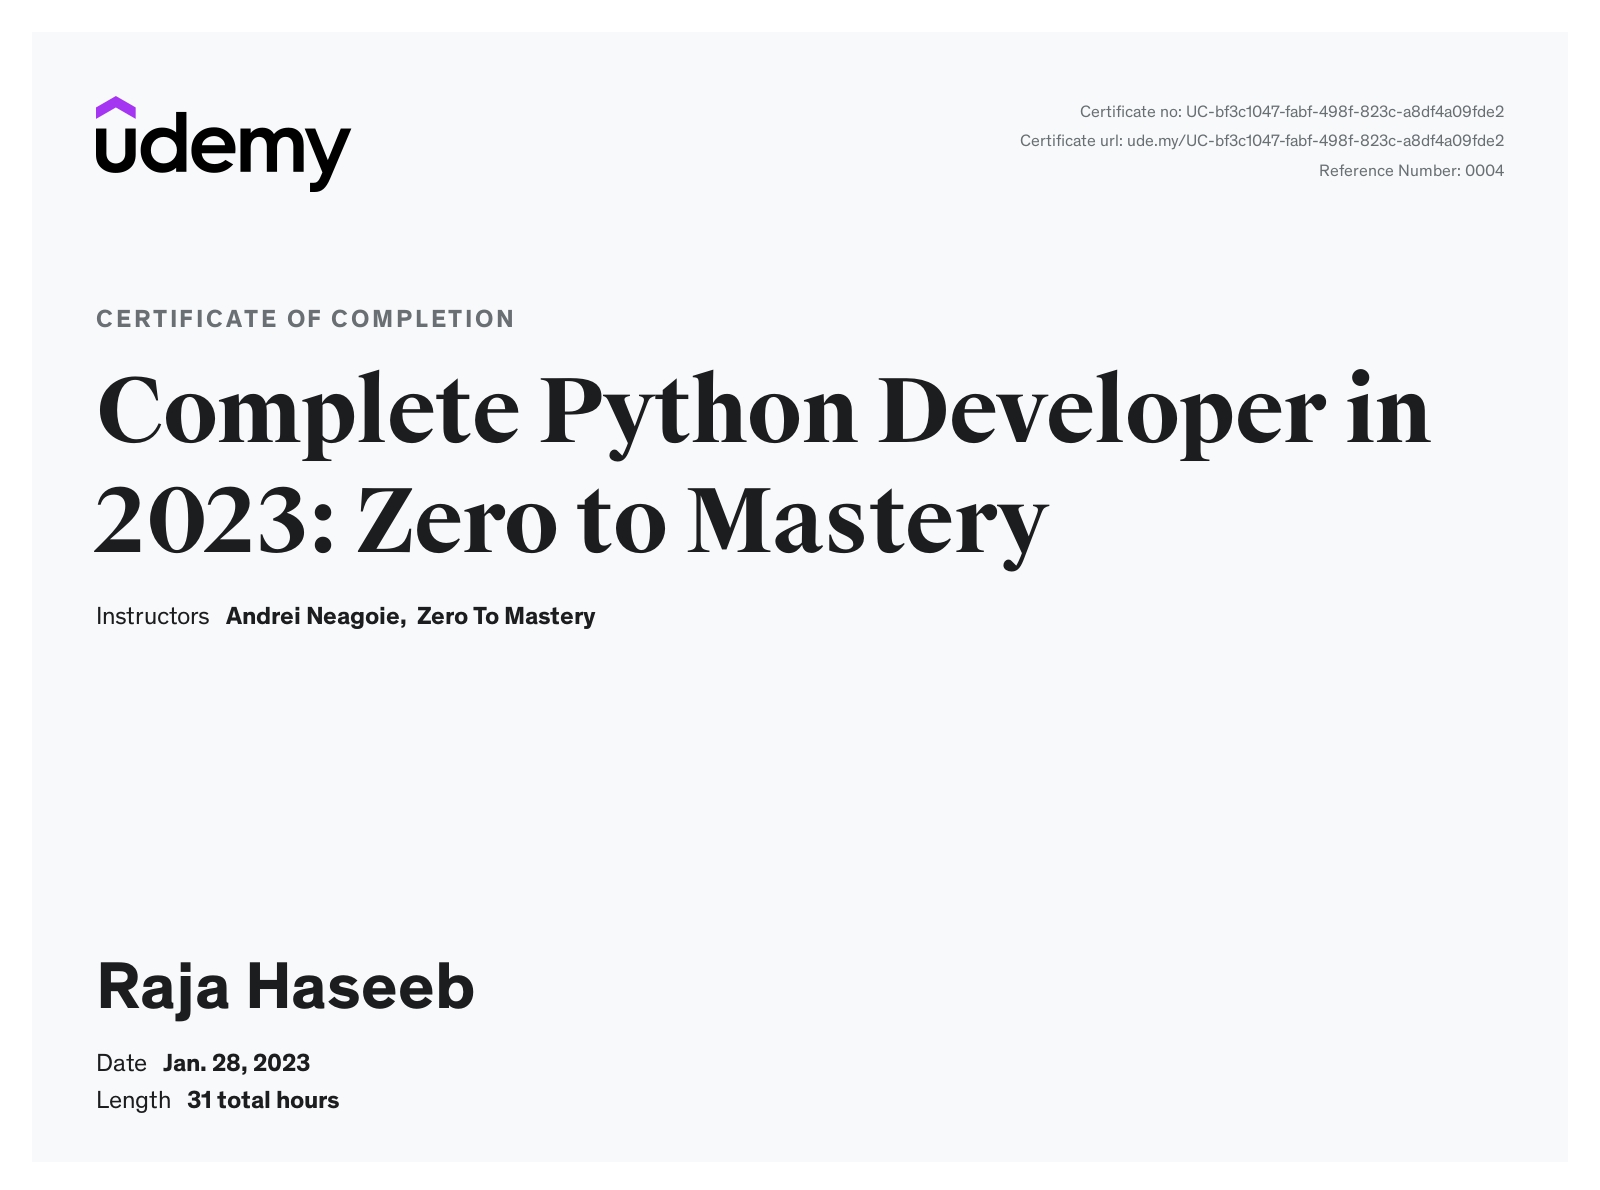 udemy
Certificate no: UC-bf3c1047-fabf-498f-823c-a8df4a09fde2
Certificate url: ude.my/UC-bf3c1047-fabf-498f-823c-a8df4a09fde2
Reference Number: 0004
CERTIFICATE OF COMPLETION
Complete Python Developer in
2023: Zero to Mastery
Instructors Andrei Neagoie, Zero To Mastery
Raja Haseeb
Date Jan. 28, 2023
Length 31 total hours